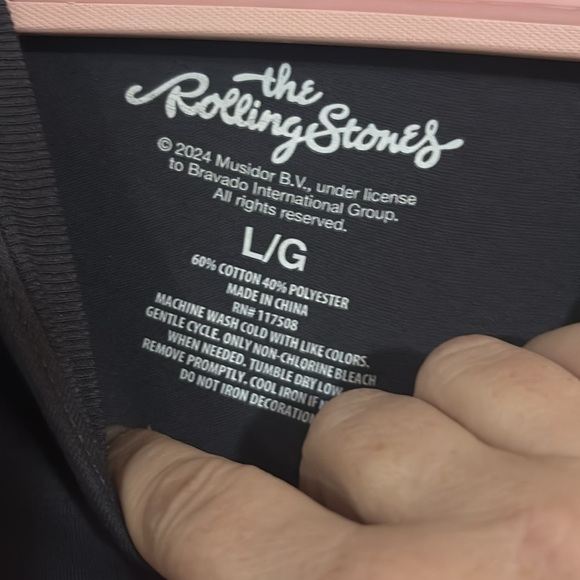 the
Rolling Stones
© 2024 Musidor B.V., under license
to Bravado International Group.
All rights reserved.
L/G
60% COTTON 40% POLYESTER
MADE IN CHINA
RN# 117508
MACHINE WASH COLD WITH LIKE COLORS.
GENTLE CYCLE. ONLY NON-CHLORINE BLEACH
WHEN NEEDED. TUMBLE DRY LOW.
REMOVE PROMPTLY. COOL IRON IF
DO NOT IRON